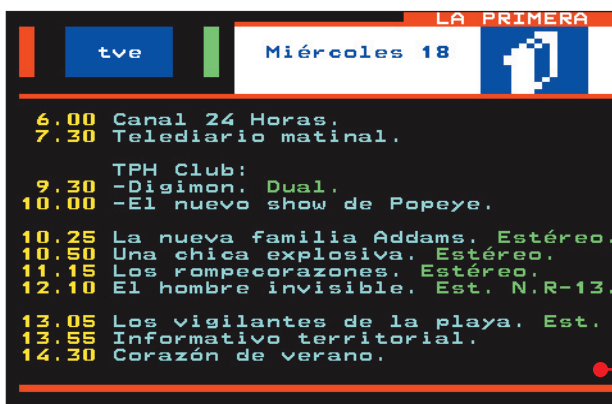 LA PRIMERA
tve
Miércoles 18
1
6.00 Canal 24 Horas.
7.30 Telediario matinal.
TPH Club:
9.30 -Digimon. Dual.
10.00 -El nuevo show de Popeye.
10.25 La nueva familia Addams. Estéreo.
10.50 Una chica explosiva. Estéreo.
11.15 Los rompecorazones. Estéreo.
12.10 El hombre invisible. Est. N.R-13.
13.05 Los vigilantes de la playa. Est.
13.55 Informativo territorial.
14.30 Corazón de verano.